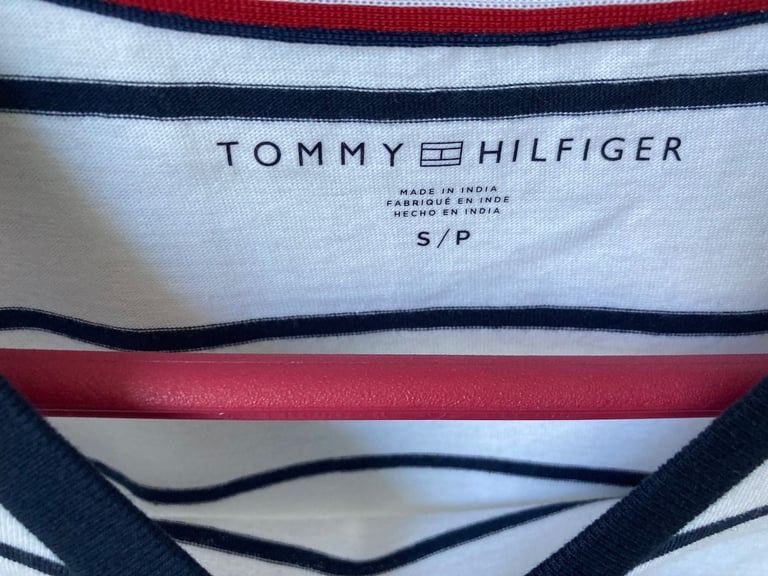 TOMMY HILFIGER
MADE IN INDIA
FABRIQUÉ EN INDE
HECHO EN INDIA
S/P